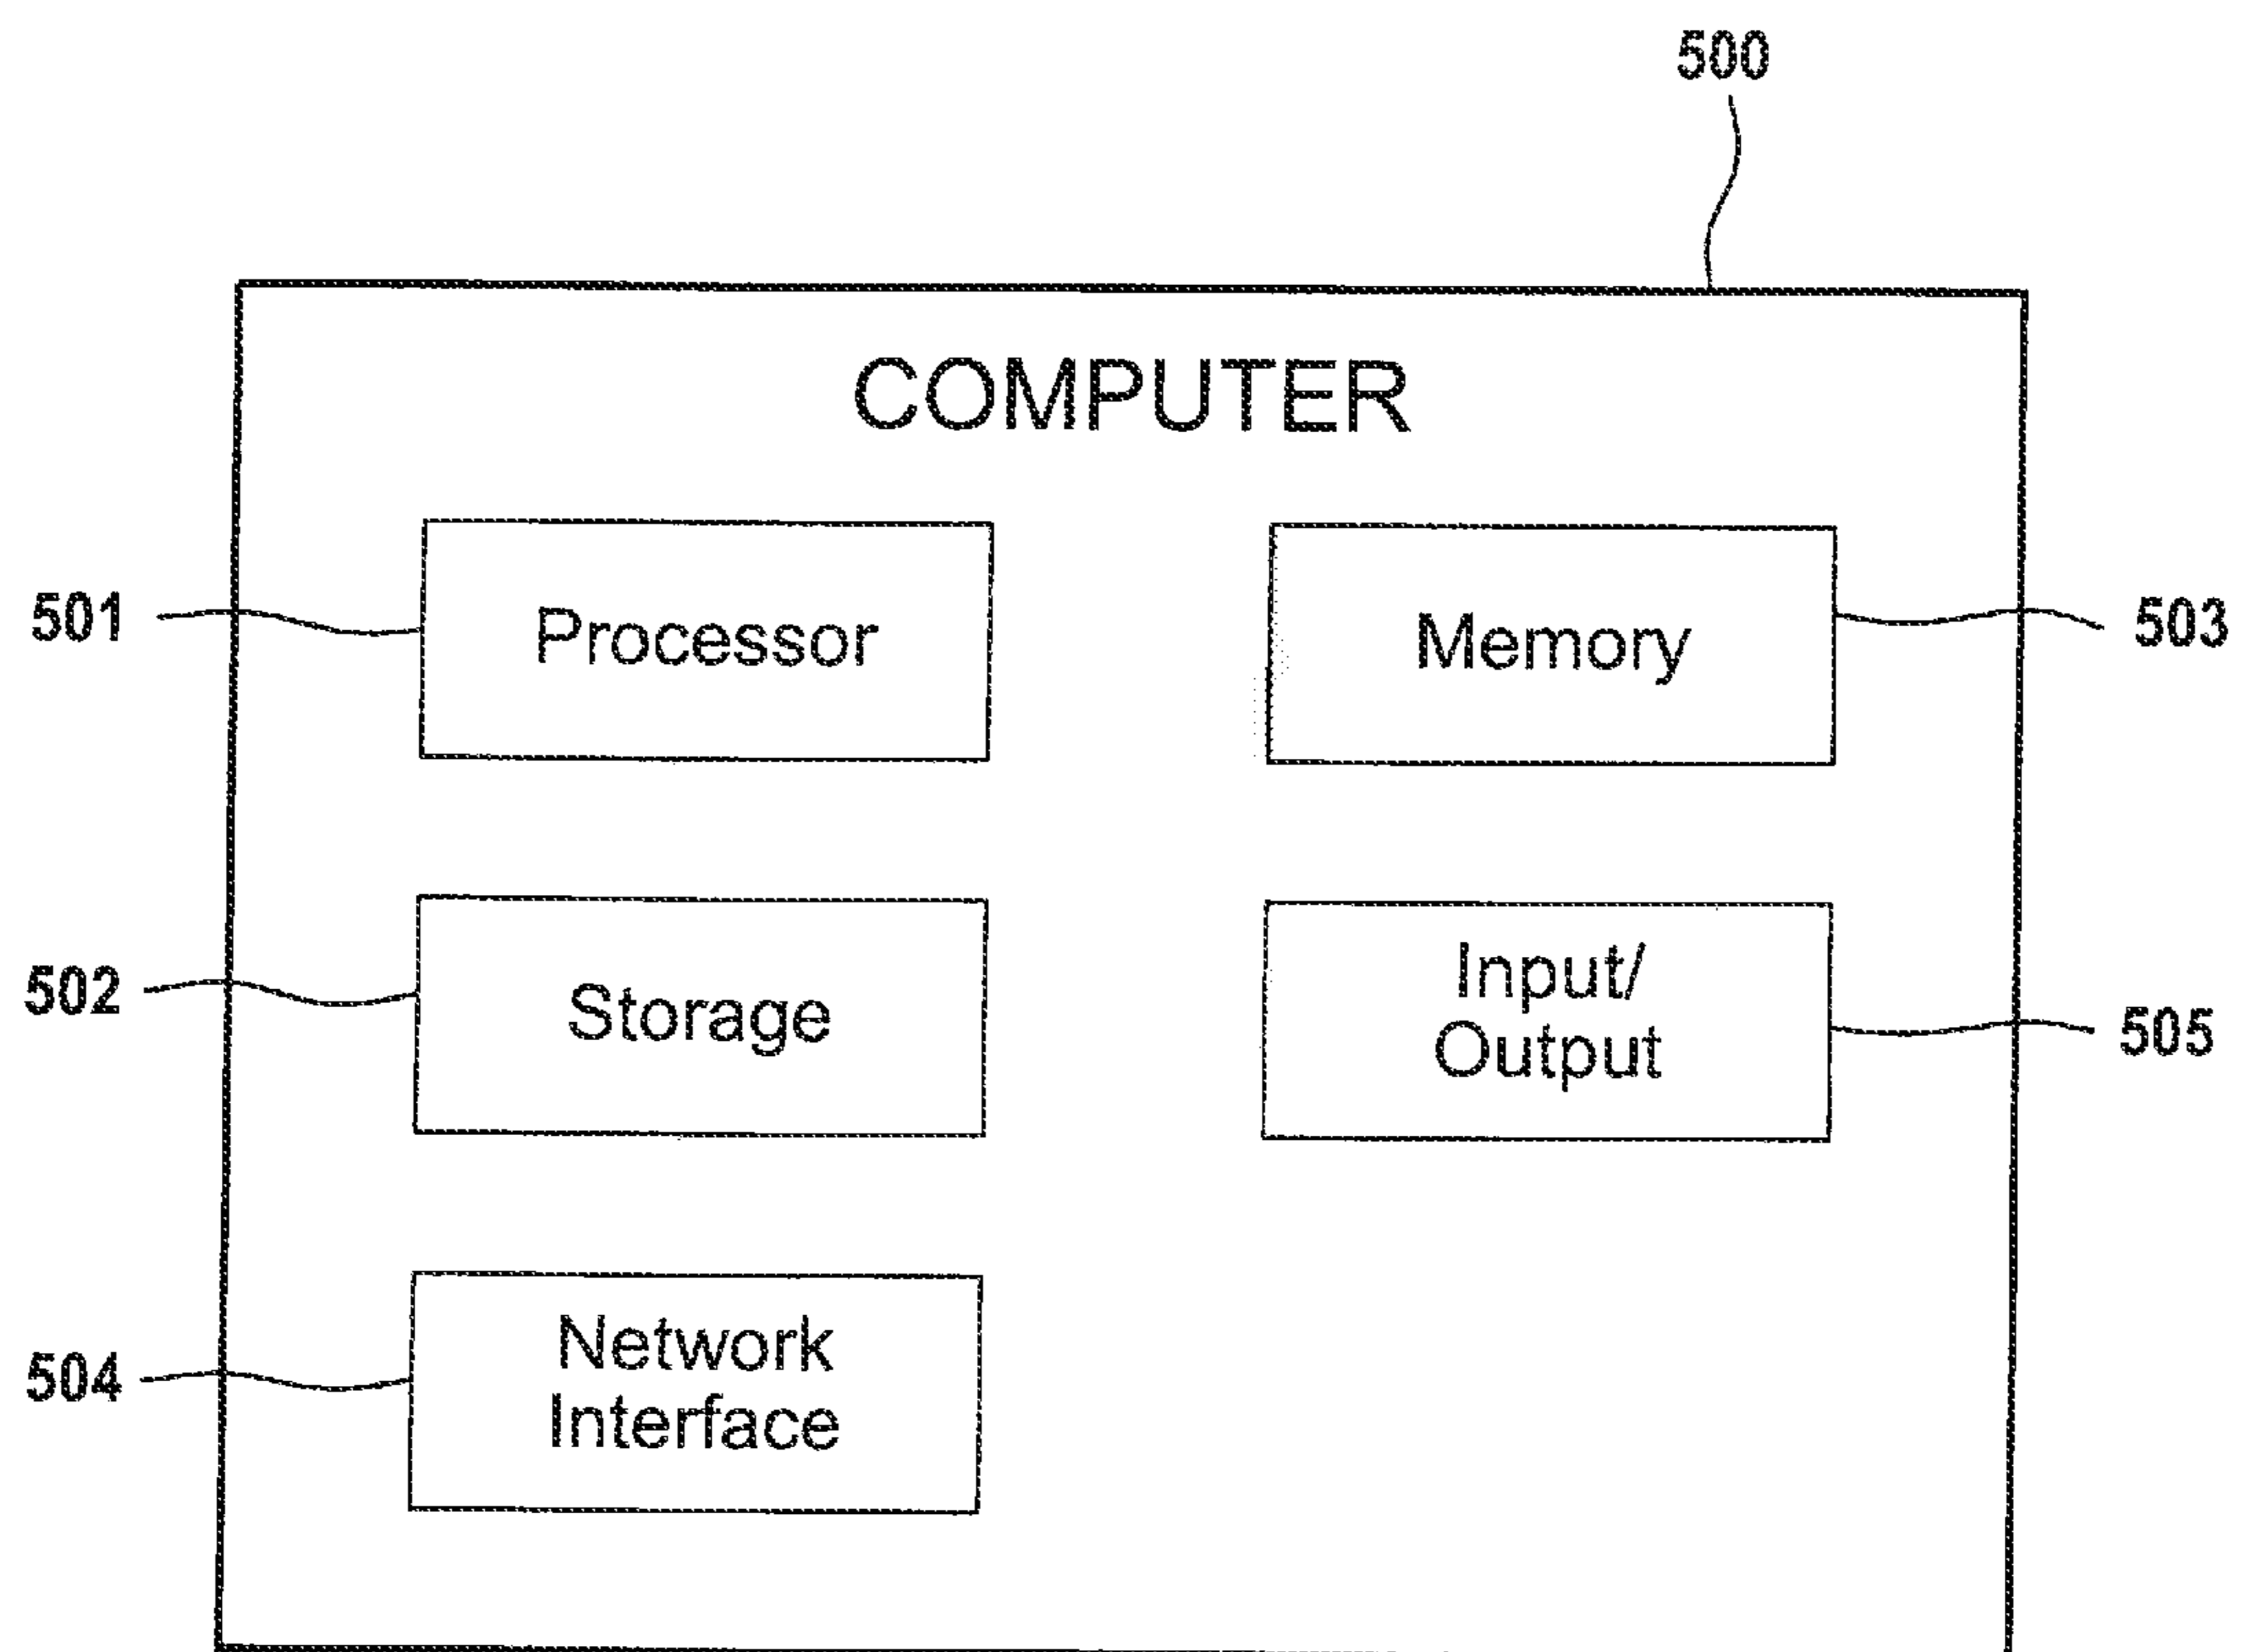 500
COMPUTER
501
Processor
Memory
503
502
Storage
Input/
Output
505
504
Network
Interface